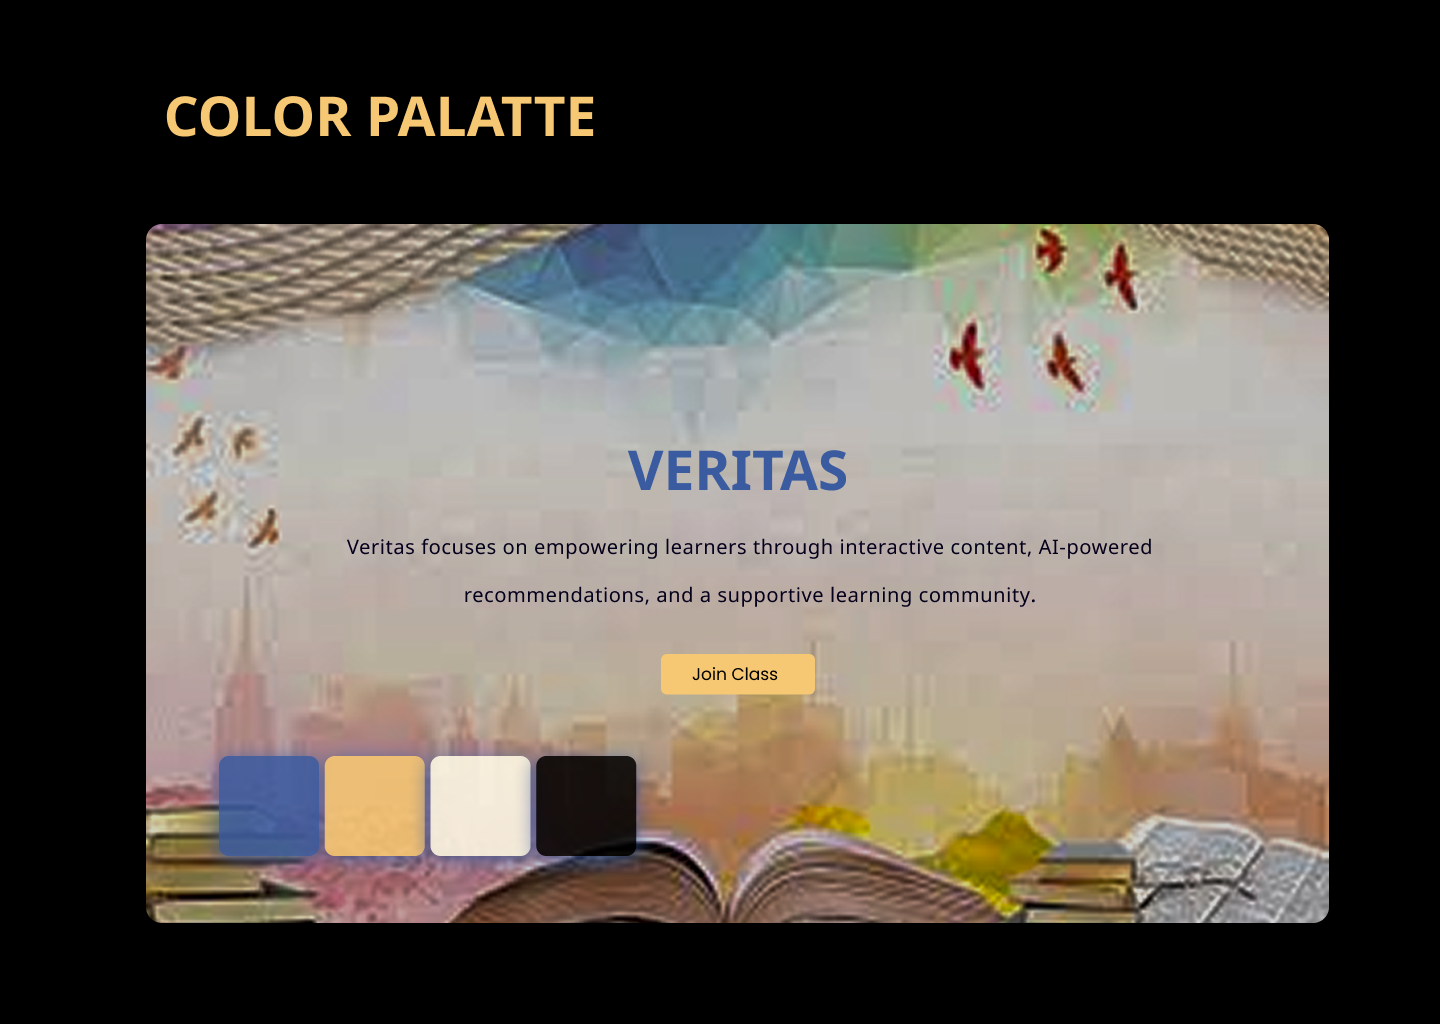 COLOR PALATTE
VERITAS
Veritas focuses on empowering learners through interactive content, AI-powered
recommendations, and a supportive learning community.
Join Class